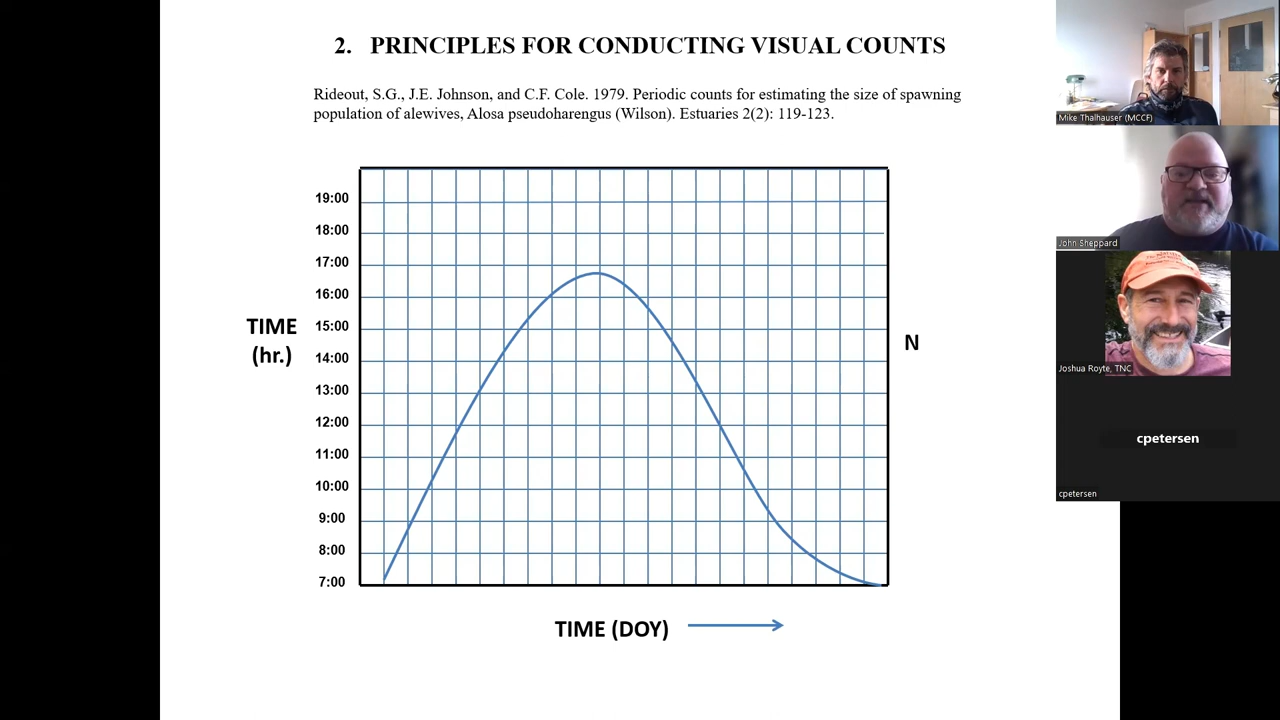 2. PRINCIPLES FOR CONDUCTING VISUAL COUNTS
Rideout, S.G., J.E. Johnson, and C.F. Cole. 1979. Periodic counts for estimating the size of spawning
population of alewives, Alosa pseudoharengus (Wilson). Estuaries 2(2): 119-123.
19:00
18:00
17:00
16:00
15:00
14:00
13:00
12:00
11:00
10:00
9:00
8:00
7:00
TIME
(hr.)
N
TIME (DOY)
Mike Thalhauser (MCCF)
John Sheppard
Joshua Royte, TNC
cpetersen
cpetersen